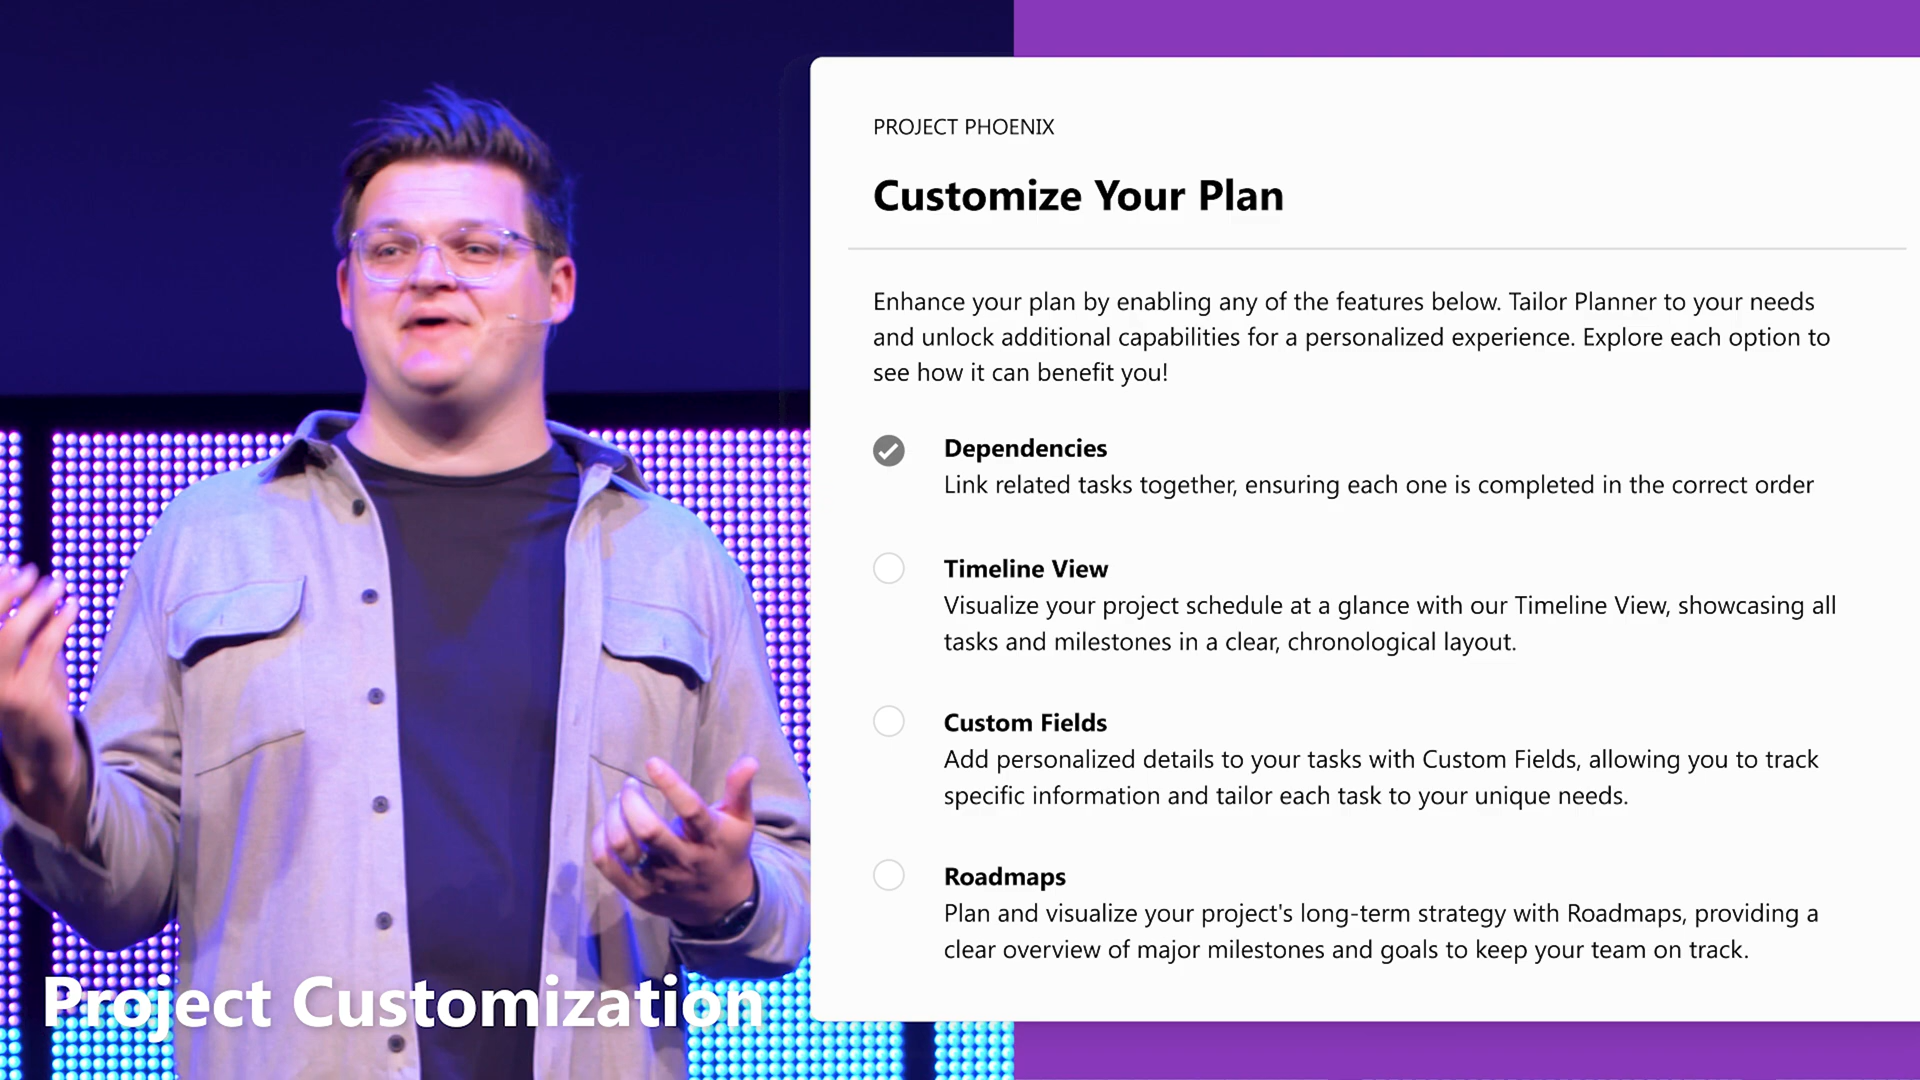 PROJECT PHOENIX
Customize Your Plan
Enhance your plan by enabling any of the features below. Tailor Planner to your needs
and unlock additional capabilities for a personalized experience. Explore each option to
see how it can benefit you!
Dependencies
Link related tasks together, ensuring each one is completed in the correct order
Timeline View
Visualize your project schedule at a glance with our Timeline View, showcasing all
tasks and milestones in a clear, chronological layout.
Custom Fields
Add personalized details to your tasks with Custom Fields, allowing you to track
specific information and tailor each task to your unique needs.
Roadmaps
Plan and visualize your project's long-term strategy with Roadmaps, providing a
clear overview of major milestones and goals to keep your team on track.
Project Customization